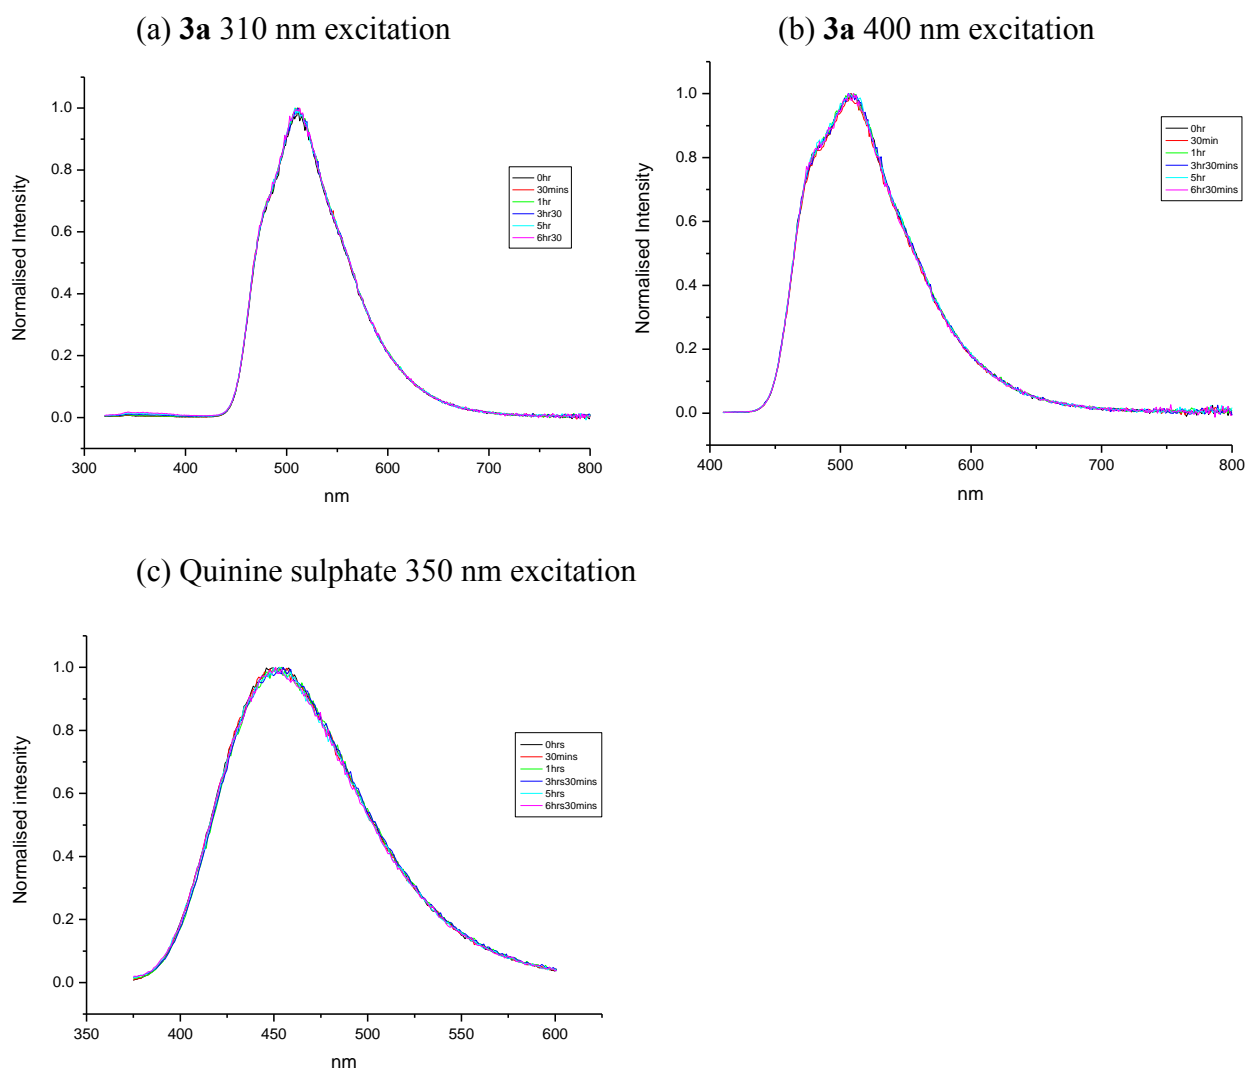 (a) 3a 310 nm excitation
Normalised Intensity
1.0
0.8
0.6
0.4
0.2
0.0
300
400
500
600
700
800
nm
0hr
30mins
1hr
3hr30
5hr
6hr30
(b) 3a 400 nm excitation
Normalised Intensity
1.0
0.8
0.6
0.4
0.2
0.0
400
500
600
700
800
nm
0hr
30min
1hr
3hr30mins
5hr
6hr30mins
(c) Quinine sulphate 350 nm excitation
Normalised intesnity
1.0
0.8
0.6
0.4
0.2
0.0
350
400
450
500
550
600
nm
0hrs
30mins
1hrs
3hrs30mins
5hrs
6hrs30mins